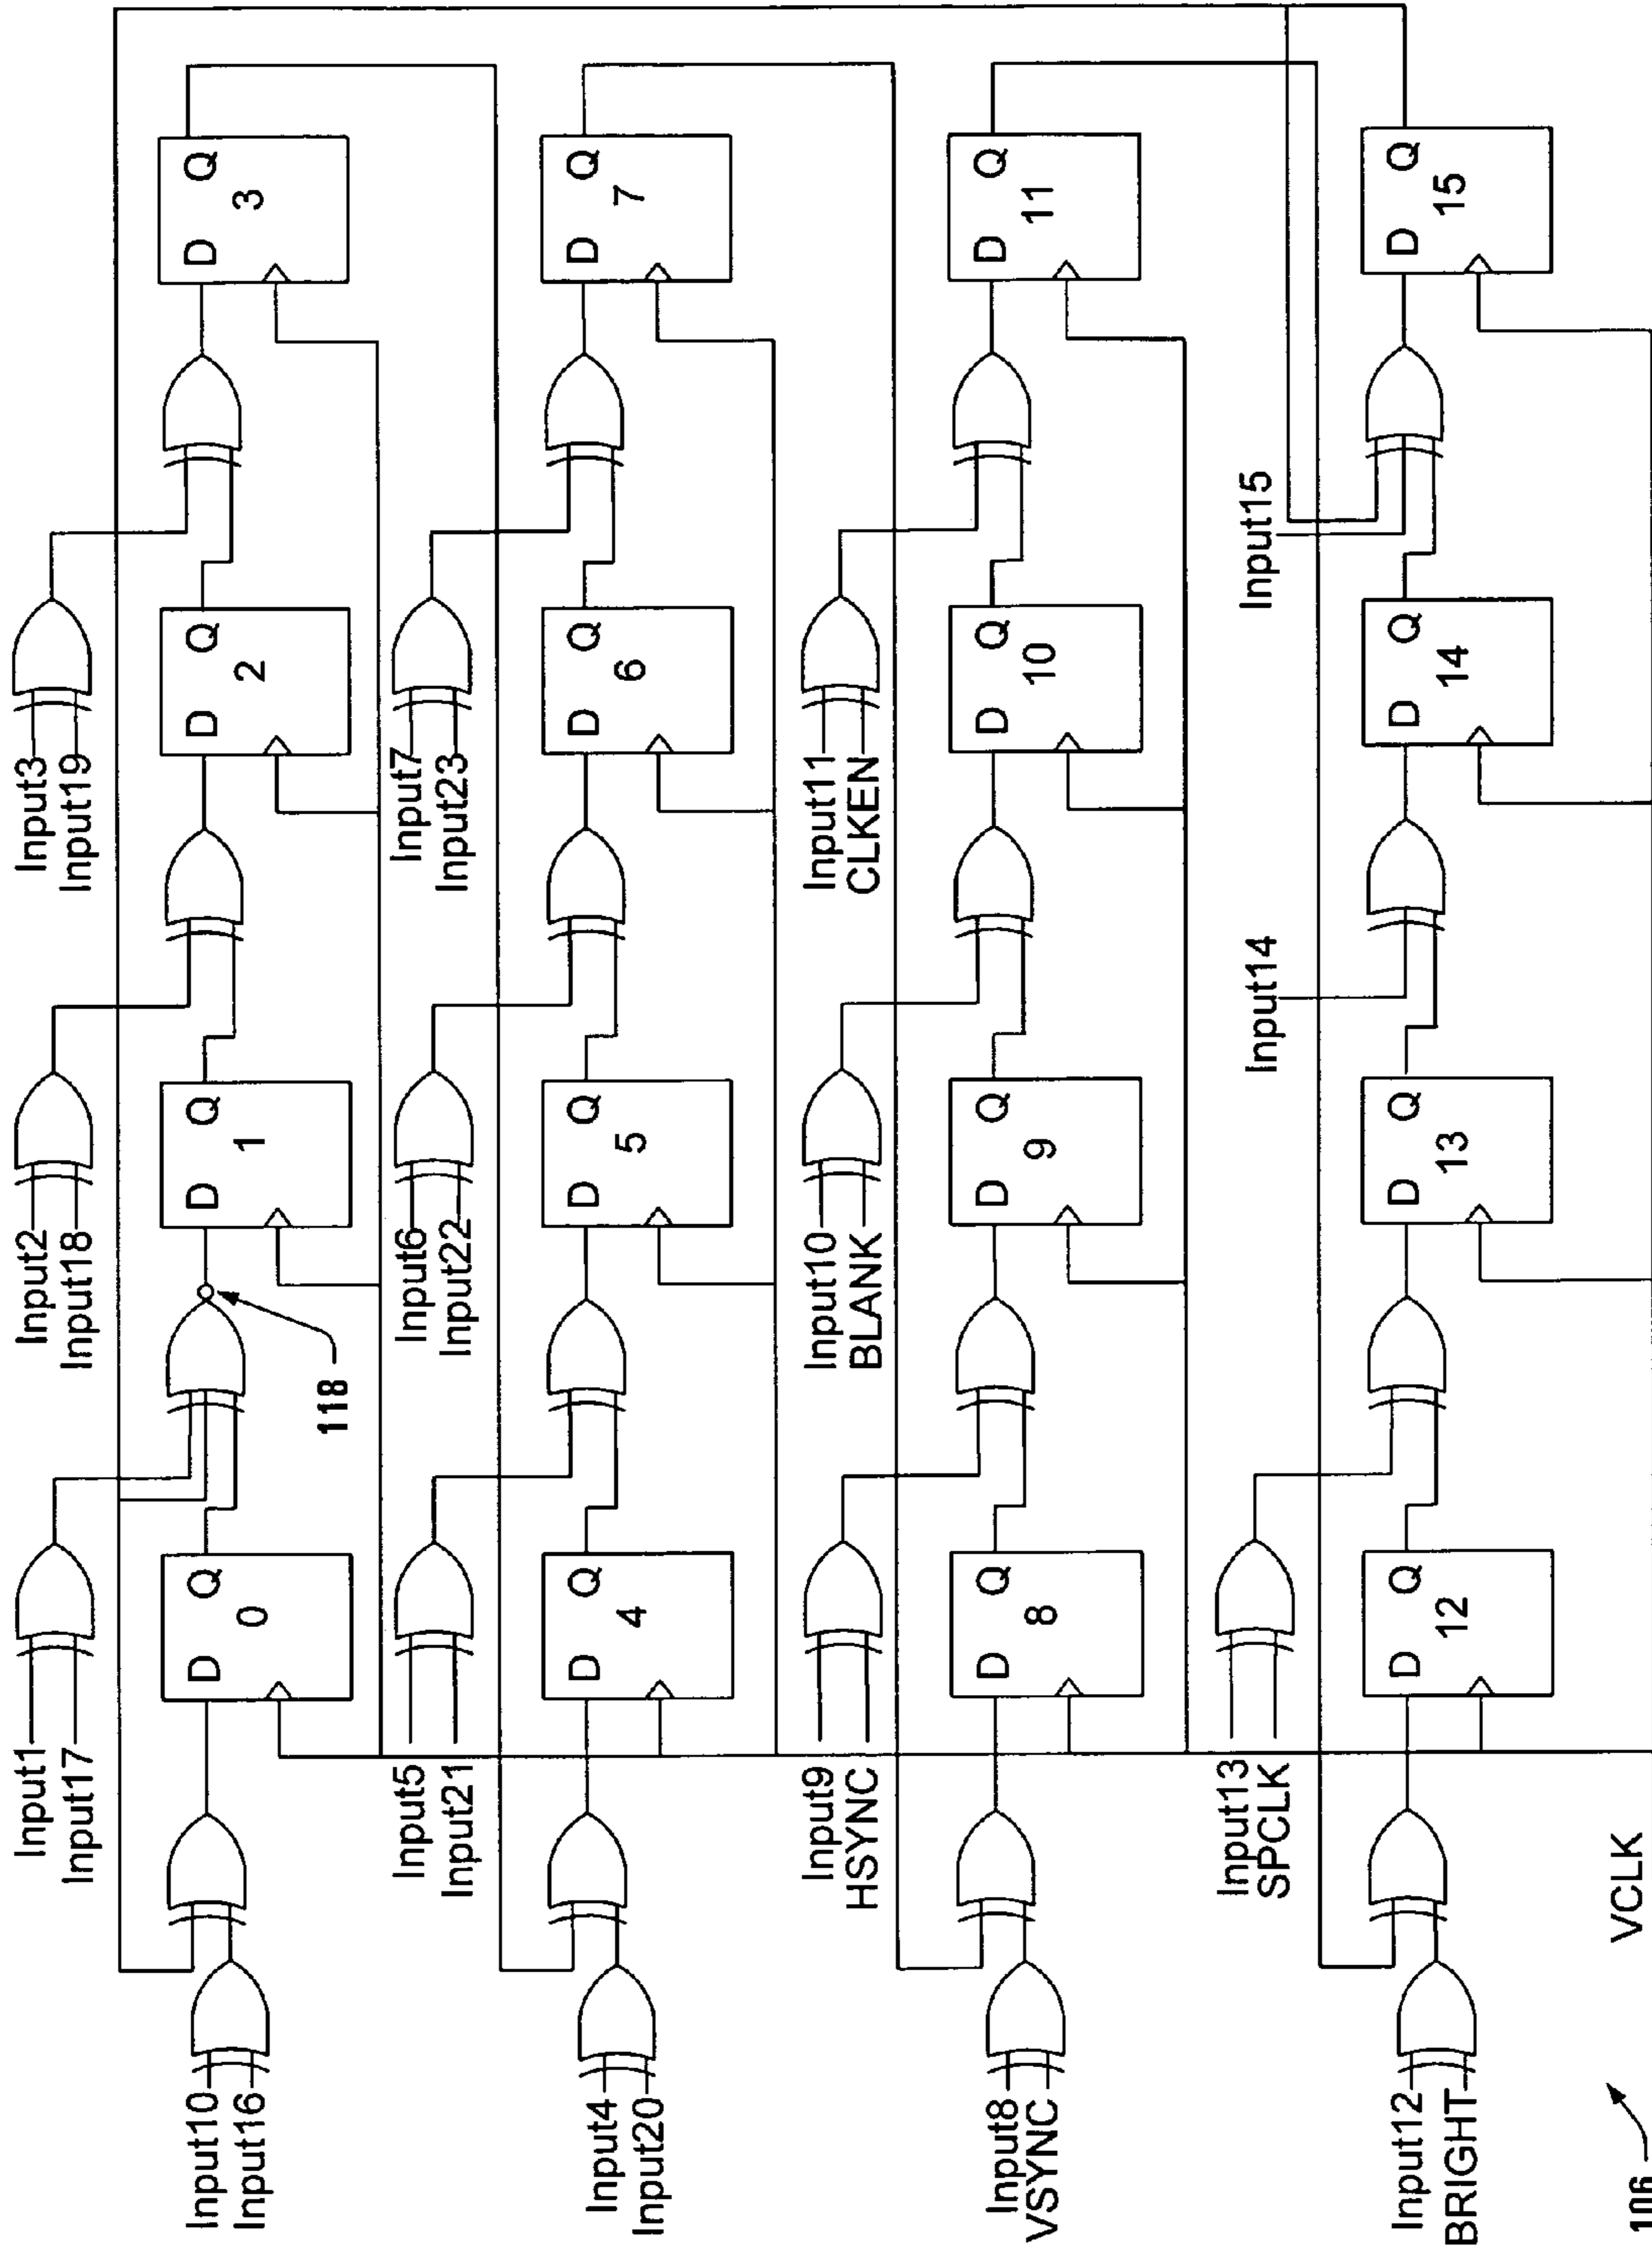 Input1
Input17
Input2
Input18
Input3
Input19
Input10
Input16
D Q
0
D Q
1
D Q
2
D Q
3
118
Input5
Input21
Input6
Input22
Input7
Input23
Input4
Input20
D Q
4
D Q
5
D Q
6
D Q
7
Input9
HSYNC
Input10
BLANK
Input11
CLKEN
Input8
VSYNC
D Q
8
D Q
9
D Q
10
D Q
11
Input13
SPCLK
Input14
Input15
Input12
BRIGHT
D Q
12
D Q
13
D Q
14
D Q
15
VCLK
106